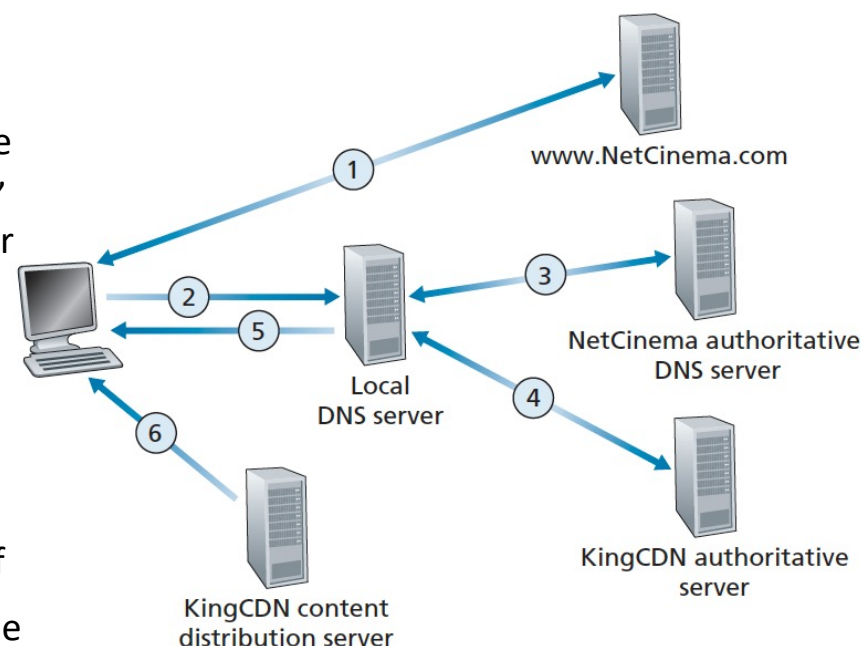 e
1
www.NetCinema.com
,
r
2
3
5
NetCinema authoritative
DNS server
Local
DNS server
4
6
f
KingCDN authoritative
server
KingCDN content
e
distribution server